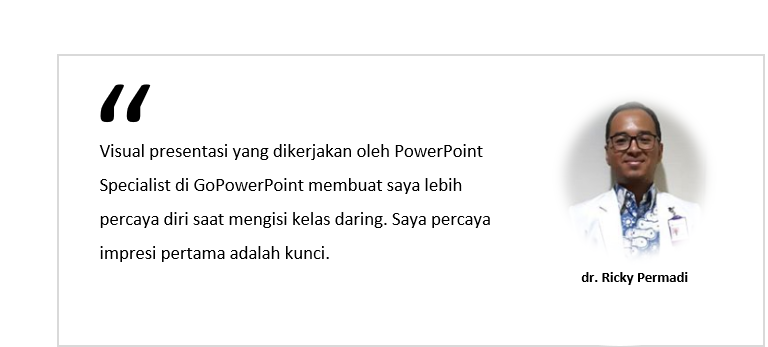 “
Visual presentasi yang dikerjakan oleh PowerPoint
Specialist di GoPowerPoint membuat saya lebih
percaya diri saat mengisi kelas daring. Saya percaya
impresi pertama adalah kunci.
dr. Ricky Permadi